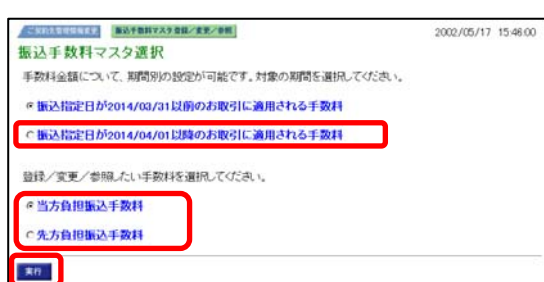 ご契約先管理情報変更 振込手数料マスタ登録／変更／参照 2002/05/17 15:46:00
振込手数料マスタ選択
手数料金額について、期間別の設定が可能です。対象の期間を選択してください。
振込指定日が2014/03/31以前のお取引に適用される手数料
振込指定日が2014/04/01以降のお取引に適用される手数料
登録／変更／参照したい手数料を選択してください。
当方負担振込手数料
先方負担振込手数料
実行